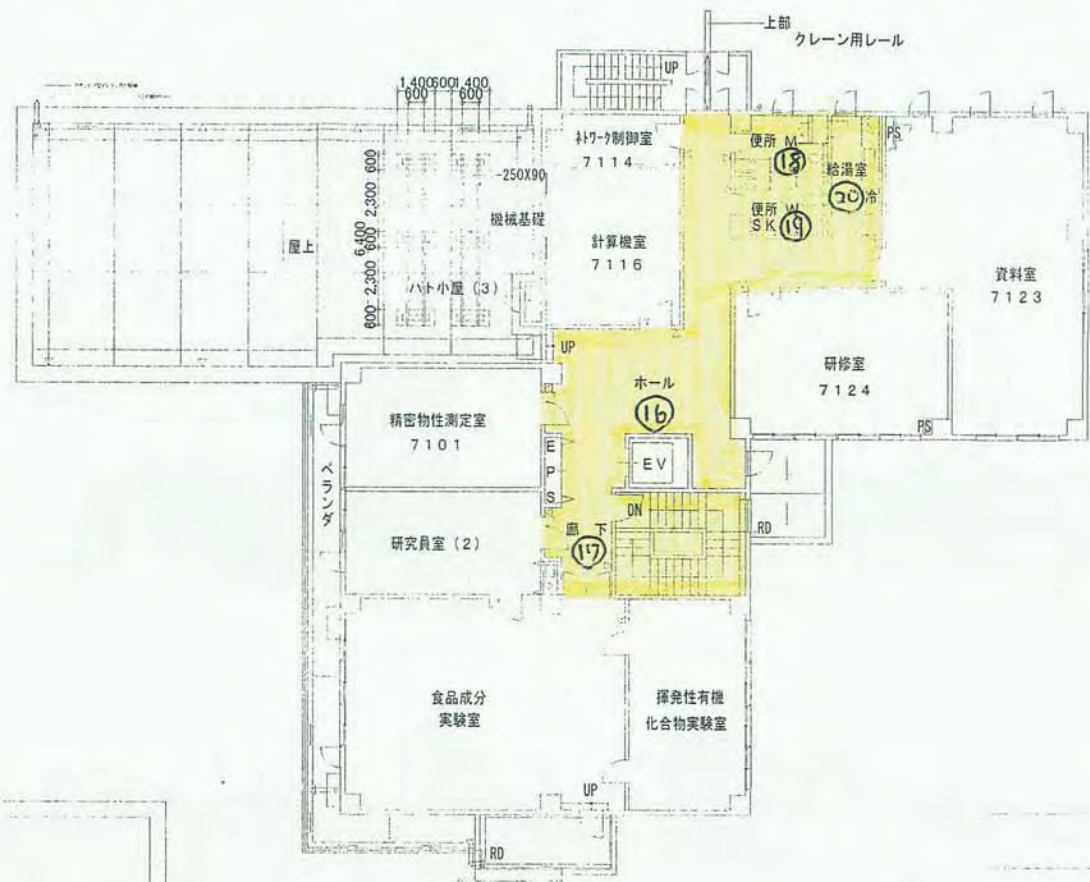 上部
クレーン用レール
UP
1,400 600 1,400
600 600
ﾈｯﾄﾜｰｸ制御室
7114
便所 M
⑱
PS
給湯室
⑳ 冷
-250X90
機械基礎
便所 W
SK ⑲
600
2,300
600
2,300
600
6,400
屋上
計算機室
7116
資料室
7123
ハト小屋(3)
UP
研修室
7124
ホール
⑯
精密物性測定室
7101
PS
EPS
EV
ベランダ
DN
RD
研究員室(2)
廊下
⑰
食品成分
実験室
揮発性有機
化合物実験室
UP
RD